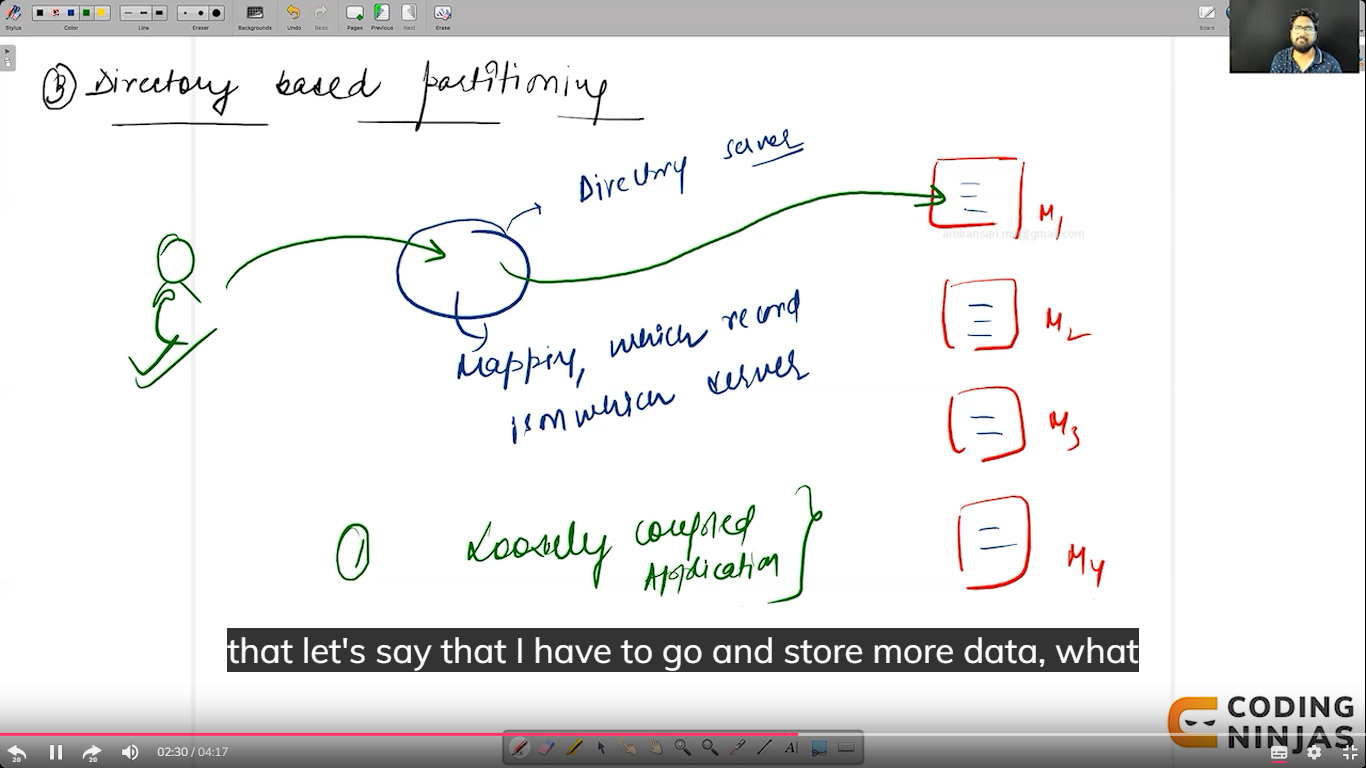 Stylus
Color
Line
Eraser
Backgrounds
Undo
Redo
Pages
Previous
Next
Erase
Board
③ Directory based partitioning
Directory server
M1
M2
Mapping, which record
is on which server
M3
① Loosely coupled
Application
M4
that let's say that I have to go and store more data, what
CODING
NINJAS
20
20
02:30 / 04:17